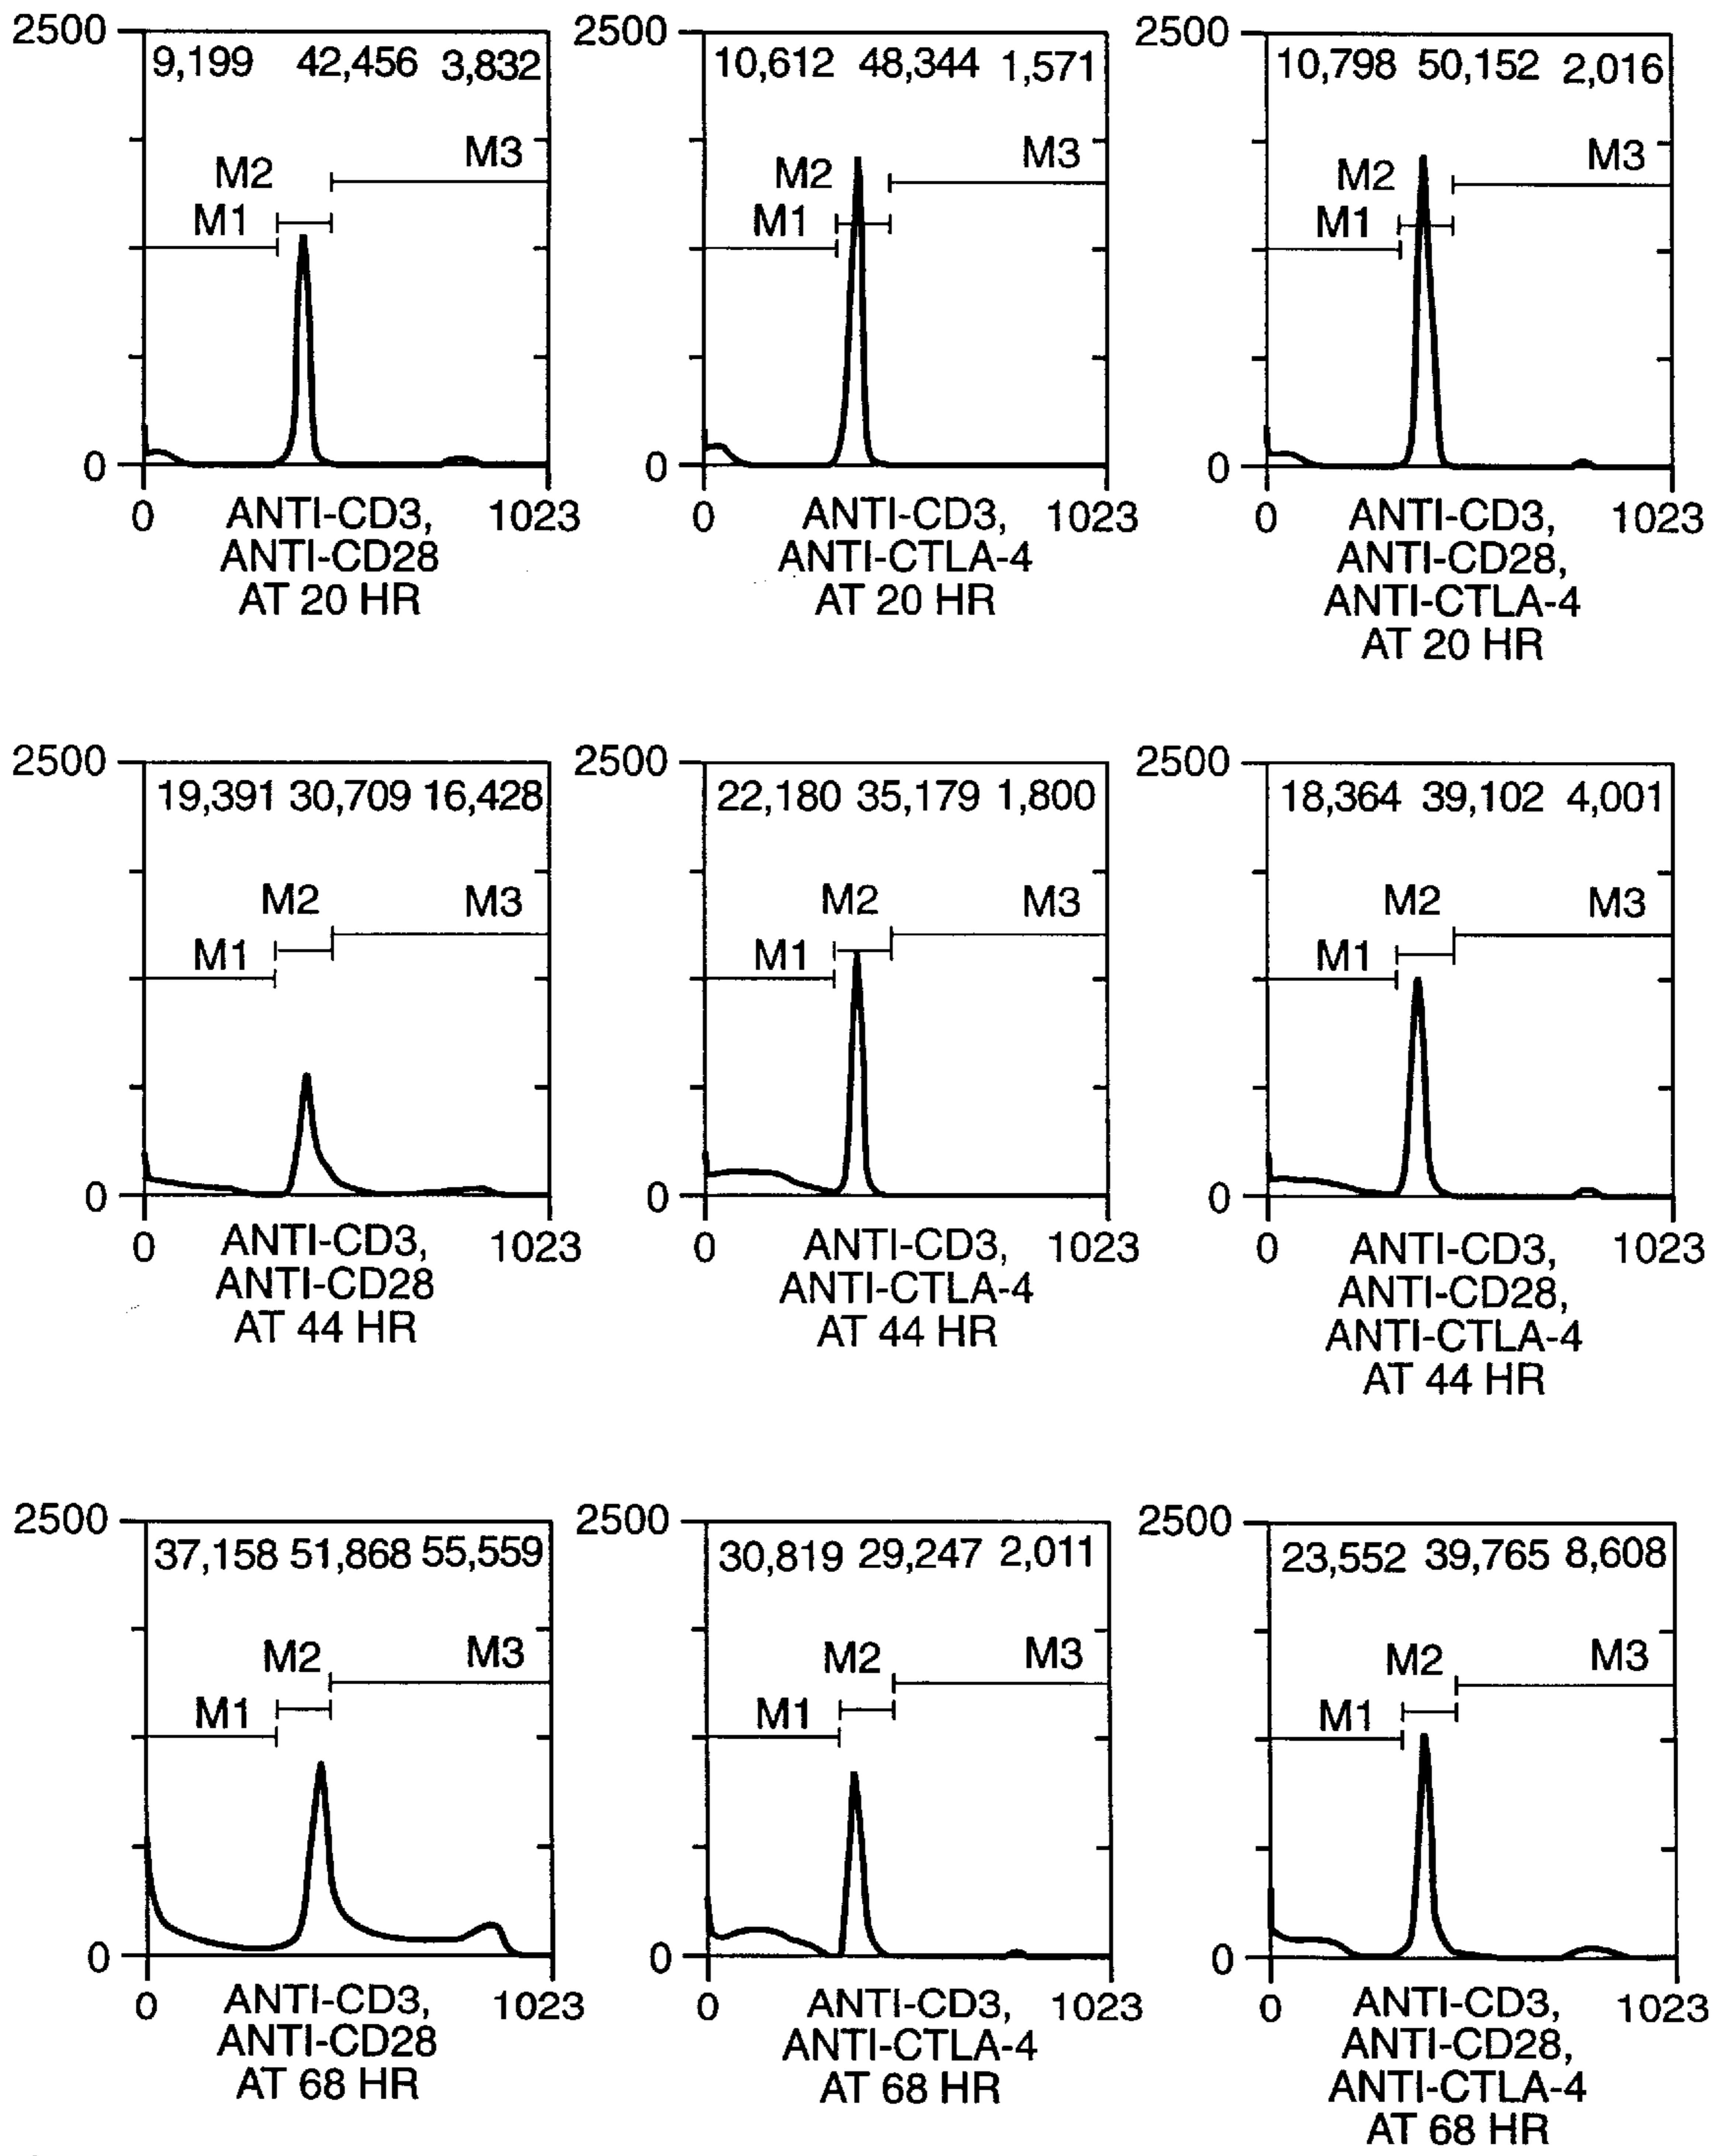 2500
9,199 42,456 3,832
M3
M2
M1
0
0 1023
ANTI-CD3,
ANTI-CD28
AT 20 HR
2500
10,612 48,344 1,571
M3
M2
M1
0
0 1023
ANTI-CD3,
ANTI-CTLA-4
AT 20 HR
2500
10,798 50,152 2,016
M3
M2
M1
0
0 1023
ANTI-CD3,
ANTI-CD28,
ANTI-CTLA-4
AT 20 HR
2500
19,391 30,709 16,428
M2 M3
M1
0
0 1023
ANTI-CD3,
ANTI-CD28
AT 44 HR
2500
22,180 35,179 1,800
M2 M3
M1
0
0 1023
ANTI-CD3,
ANTI-CTLA-4
AT 44 HR
2500
18,364 39,102 4,001
M2 M3
M1
0
0 1023
ANTI-CD3,
ANTI-CD28,
ANTI-CTLA-4
AT 44 HR
2500
37,158 51,868 55,559
M2 M3
M1
0
0 1023
ANTI-CD3,
ANTI-CD28
AT 68 HR
2500
30,819 29,247 2,011
M2 M3
M1
0
0 1023
ANTI-CD3,
ANTI-CTLA-4
AT 68 HR
2500
23,552 39,765 8,608
M2 M3
M1
0
0 1023
ANTI-CD3,
ANTI-CD28,
ANTI-CTLA-4
AT 68 HR